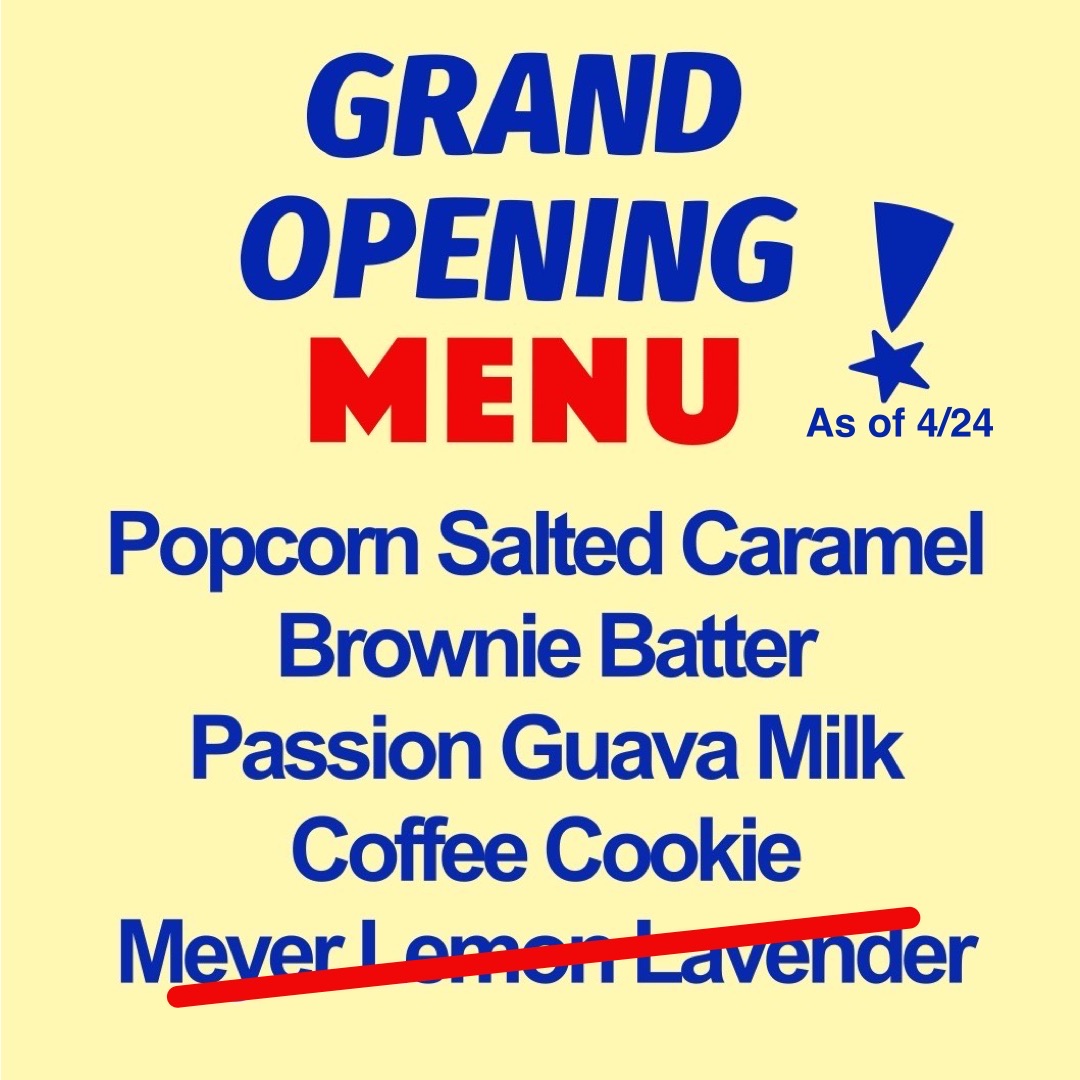 GRAND
OPENING!
MENU
As of 4/24
Popcorn Salted Caramel
Brownie Batter
Passion Guava Milk
Coffee Cookie
Meyer Lemon Lavender